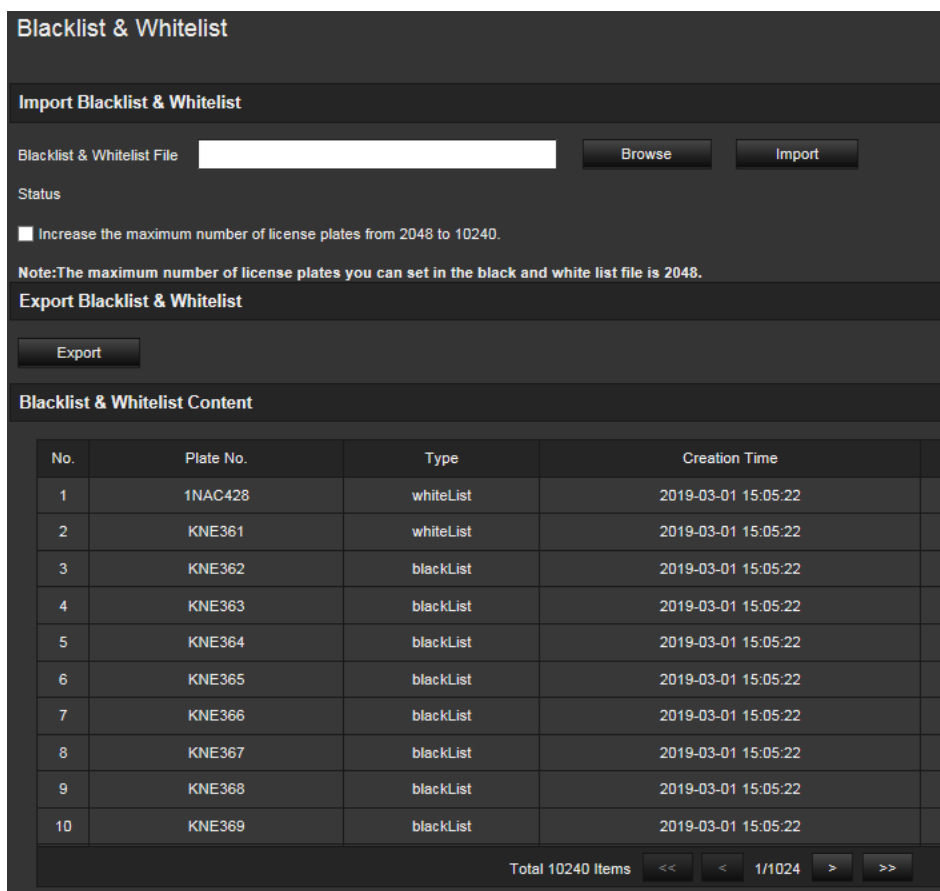 Blacklist & Whitelist
Import Blacklist & Whitelist
Blacklist & Whitelist File Browse Import
Status
Increase the maximum number of license plates from 2048 to 10240.
Note:The maximum number of license plates you can set in the black and white list file is 2048.
Export Blacklist & Whitelist
Export
Blacklist & Whitelist Content
No. Plate No. Type Creation Time
1 1NAC428 whiteList 2019-03-01 15:05:22
2 KNE361 whiteList 2019-03-01 15:05:22
3 KNE362 blackList 2019-03-01 15:05:22
4 KNE363 blackList 2019-03-01 15:05:22
5 KNE364 blackList 2019-03-01 15:05:22
6 KNE365 blackList 2019-03-01 15:05:22
7 KNE366 blackList 2019-03-01 15:05:22
8 KNE367 blackList 2019-03-01 15:05:22
9 KNE368 blackList 2019-03-01 15:05:22
10 KNE369 blackList 2019-03-01 15:05:22
Total 10240 Items << < 1/1024 > >>